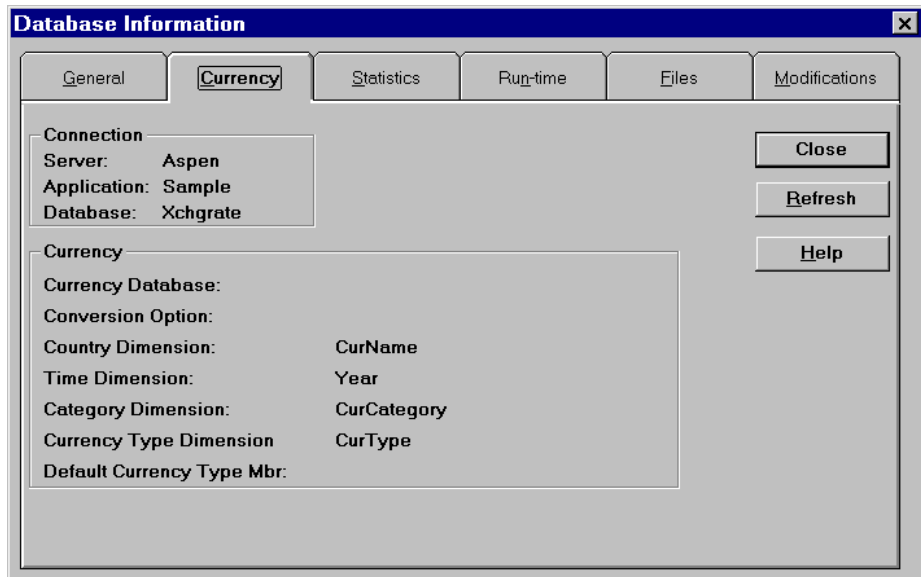 Database Information
General Currency Statistics Run-time Files Modifications
Connection
Server: Aspen
Application: Sample
Database: Xchgrate
Close
Refresh
Help
Currency
Currency Database:
Conversion Option:
Country Dimension: CurName
Time Dimension: Year
Category Dimension: CurCategory
Currency Type Dimension CurType
Default Currency Type Mbr: